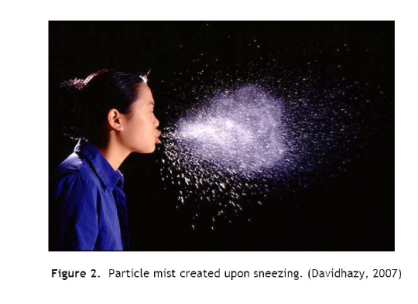 Figure 2. Particle mist created upon sneezing. (Davidhazy, 2007)